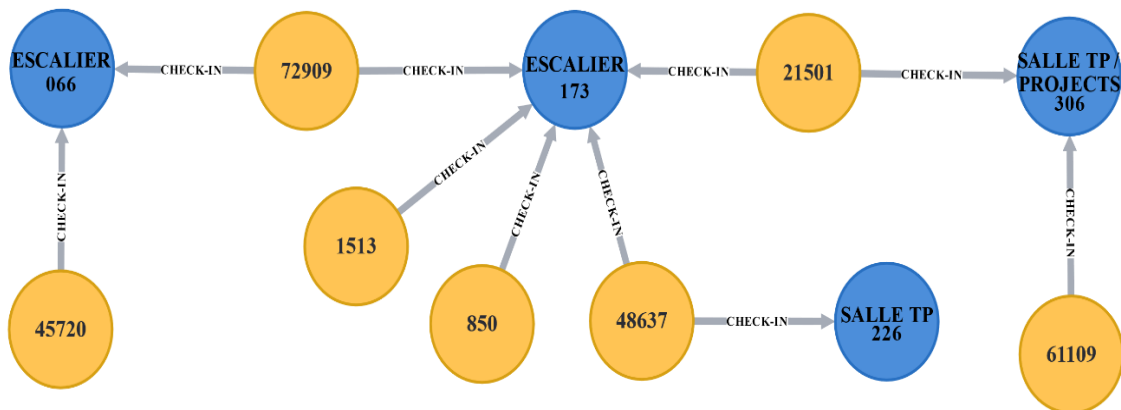 ESCALIER
066
CHECK-IN
72909
CHECK-IN
ESCALIER
173
CHECK-IN
21501
CHECK-IN
SALLE TP /
PROJECTS
306
CHECK-IN
CHECK-IN
CHECK-IN
CHECK-IN
CHECK-IN
1513
45720
850
48637
CHECK-IN
SALLE TP
226
61109